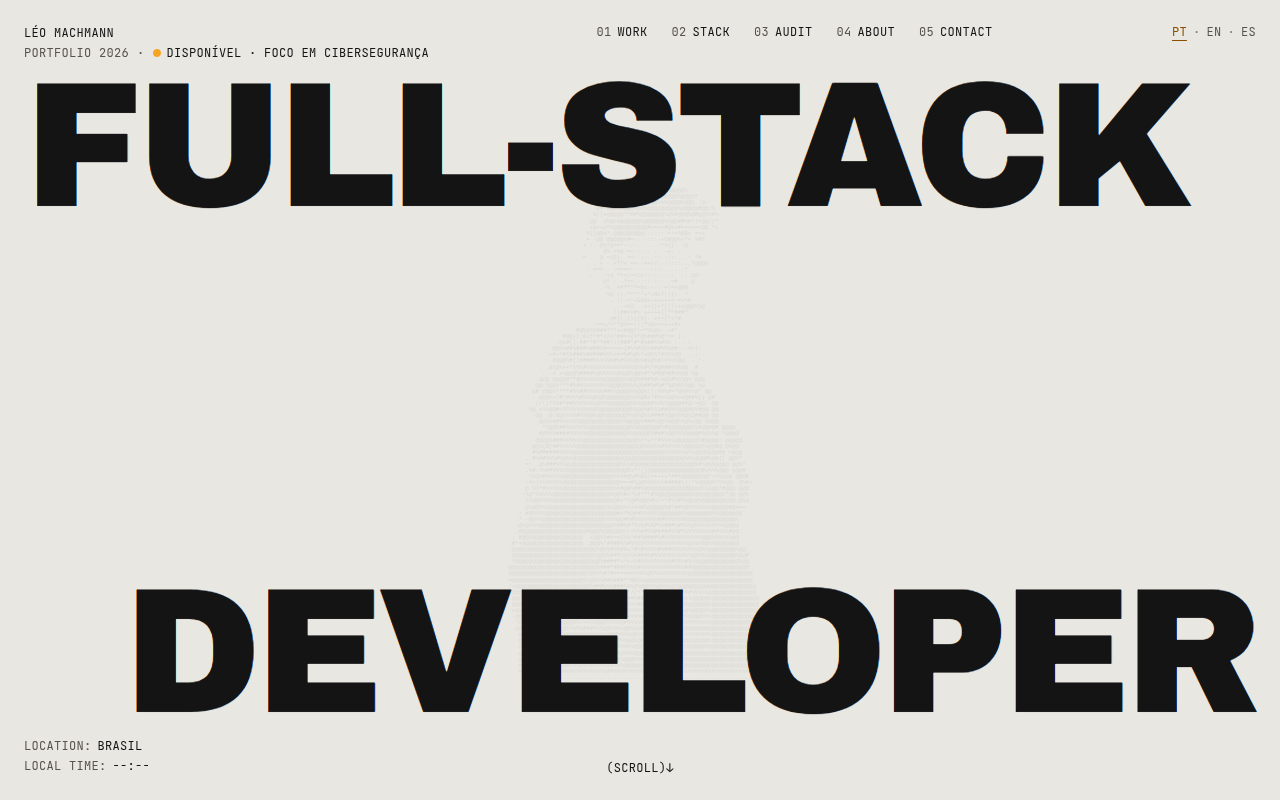 LÉO MACHMANN
PORTFOLIO 2026 · DISPONÍVEL · FOCO EM CIBERSEGURANÇA
01 WORK 02 STACK 03 AUDIT 04 ABOUT 05 CONTACT
PT · EN · ES
FULL-STACK
DEVELOPER
LOCATION: BRASIL
LOCAL TIME: --:--
(SCROLL)↓